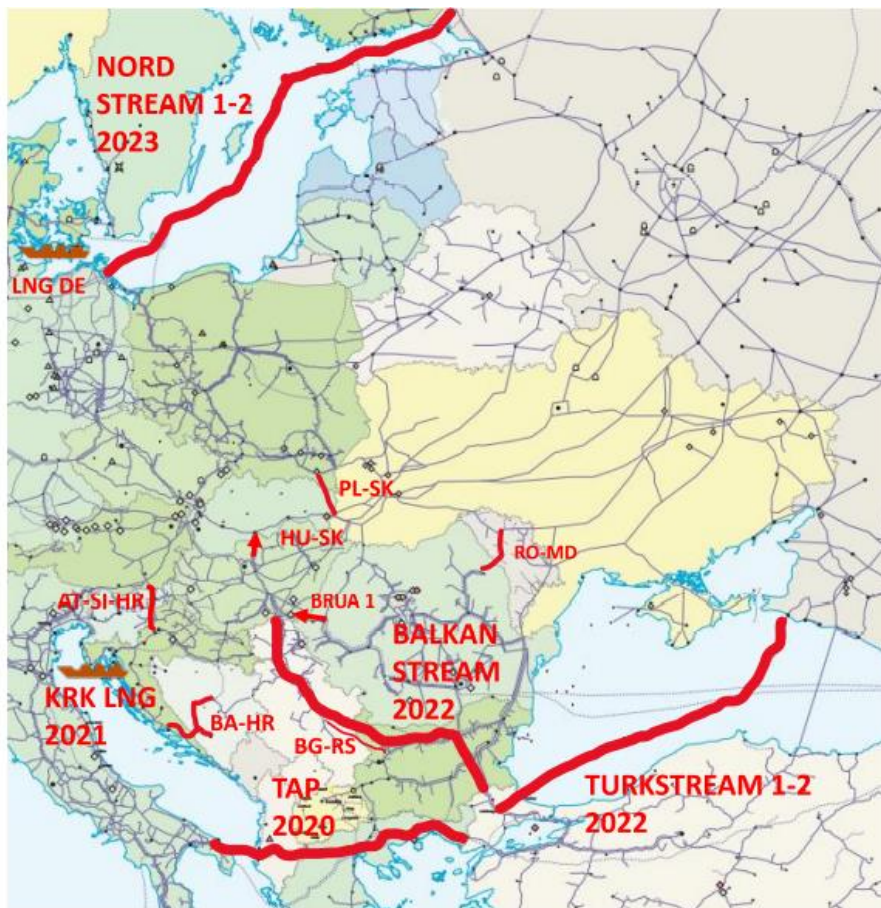 NORD
STREAM 1-2
2023
LNG DE
PL-SK
HU-SK
RO-MD
AT-SI-HR
BRUA 1
BALKAN
STREAM
2022
KRK LNG
2021
BA-HR
BG-RS
TAP
2020
TURKSTREAM 1-2
2022